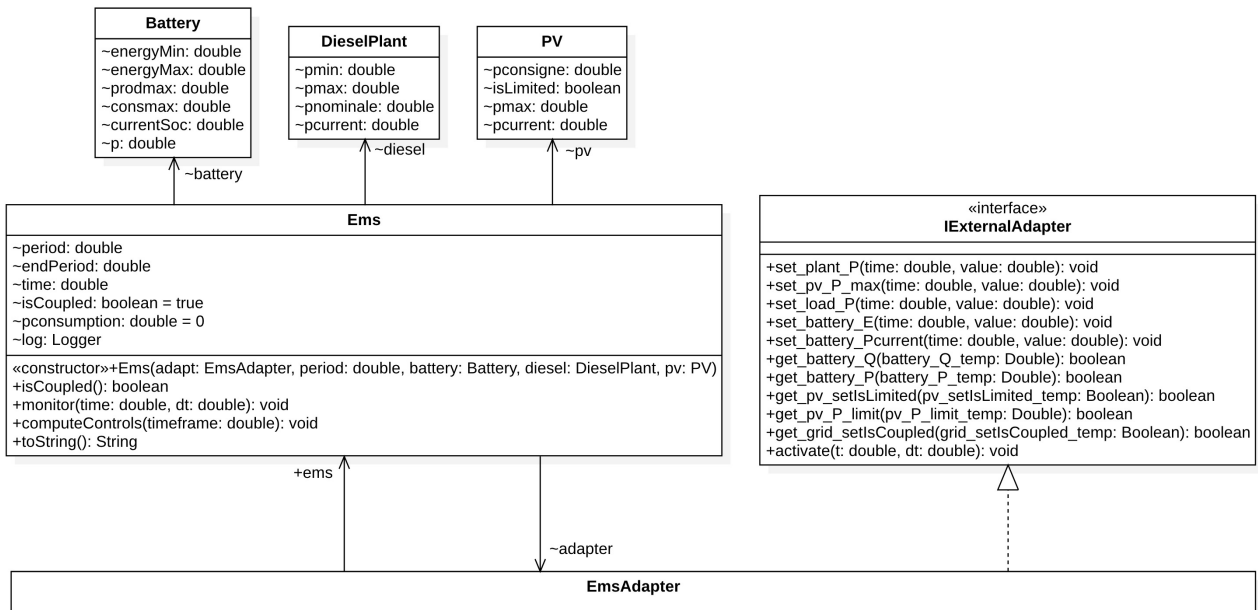 Battery
~energyMin: double
~energyMax: double
~prodmax: double
~consmax: double
~currentSoc: double
~p: double
DieselPlant
~pmin: double
~pmax: double
~pnominale: double
~pcurrent: double
PV
~pconsigne: double
~isLimited: boolean
~pmax: double
~pcurrent: double
~battery
~diesel
~pv
Ems
~period: double
~endPeriod: double
~time: double
~isCoupled: boolean = true
~pconsumption: double = 0
~log: Logger
«constructor»+Ems(adapt: EmsAdapter, period: double, battery: Battery, diesel: DieselPlant, pv: PV)
+isCoupled(): boolean
+monitor(time: double, dt: double): void
+computeControls(timeframe: double): void
+toString(): String
«interface»
IExternalAdapter
+set_plant_P(time: double, value: double): void
+set_pv_P_max(time: double, value: double): void
+set_load_P(time: double, value: double): void
+set_battery_E(time: double, value: double): void
+set_battery_Pcurrent(time: double, value: double): void
+get_battery_Q(battery_Q_temp: Double): boolean
+get_battery_P(battery_P_temp: Double): boolean
+get_pv_setIsLimited(pv_setIsLimited_temp: Boolean): boolean
+get_pv_P_limit(pv_P_limit_temp: Double): boolean
+get_grid_setIsCoupled(grid_setIsCoupled_temp: Boolean): boolean
+activate(t: double, dt: double): void
+ems
~adapter
EmsAdapter